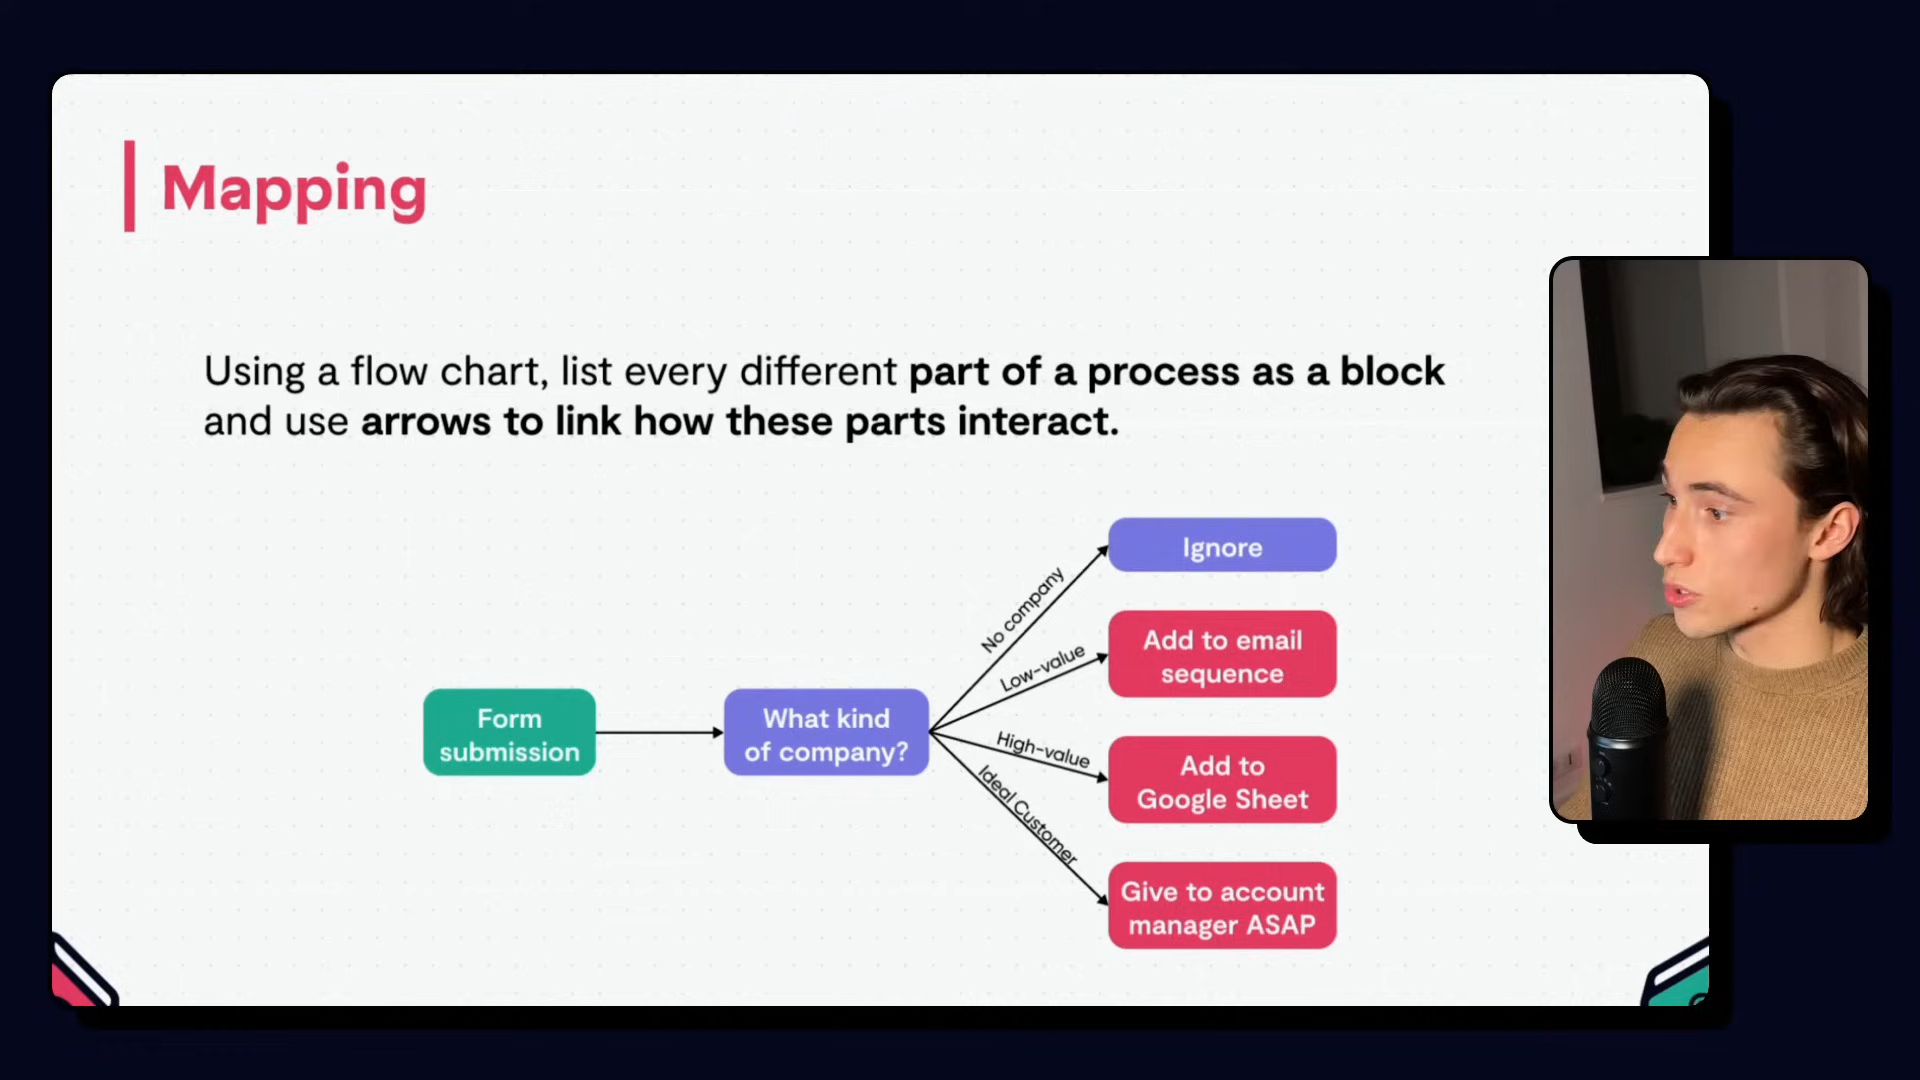 Mapping
Using a flow chart, list every different part of a process as a block
and use arrows to link how these parts interact.
Form
submission
What kind
of company?
No company
Low-value
High-value
Ideal Customer
Ignore
Add to email
sequence
Add to
Google Sheet
Give to account
manager ASAP